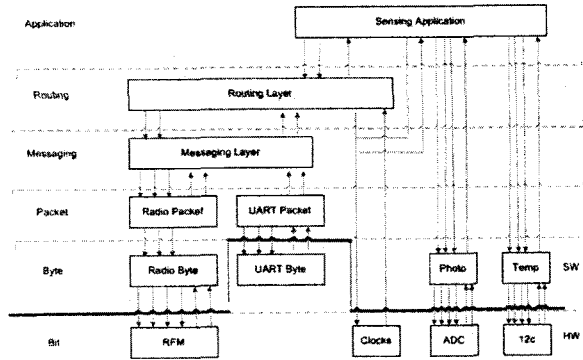 Application
Sensing Application
Routing
Routing Layer
Messaging
Messaging Layer
Packet
Radio Packet
UART Packet
Byte
Radio Byte
UART Byte
Photo
Temp
SW
Bit
RFM
Clocks
ADC
12c
HW